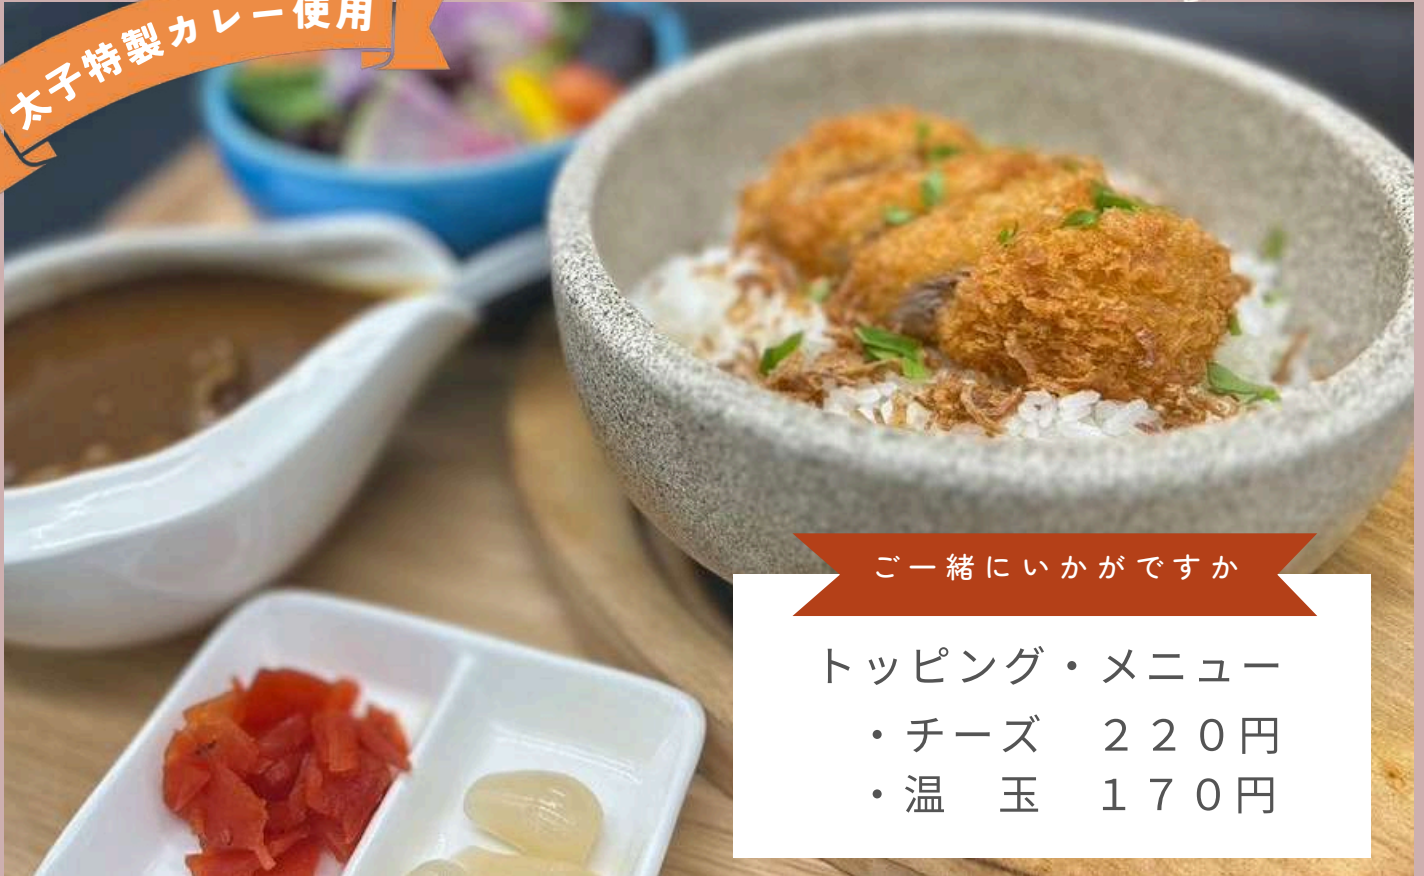 太子特製カレー使用
ご一緒にいかがですか
トッピング・メニュー
・チーズ　２２０円
・温　玉　１７０円